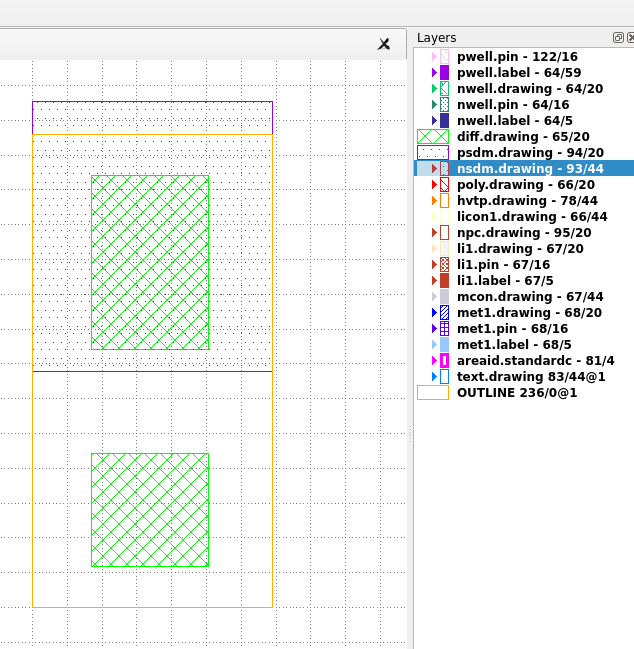 Layers
pwell.pin - 122/16
pwell.label - 64/59
nwell.drawing - 64/20
nwell.pin - 64/16
nwell.label - 64/5
diff.drawing - 65/20
psdm.drawing - 94/20
nsdm.drawing - 93/44
poly.drawing - 66/20
hvtp.drawing - 78/44
licon1.drawing - 66/44
npc.drawing - 95/20
li1.drawing - 67/20
li1.pin - 67/16
li1.label - 67/5
mcon.drawing - 67/44
met1.drawing - 68/20
met1.pin - 68/16
met1.label - 68/5
areaid.standardc - 81/4
text.drawing 83/44@1
OUTLINE 236/0@1